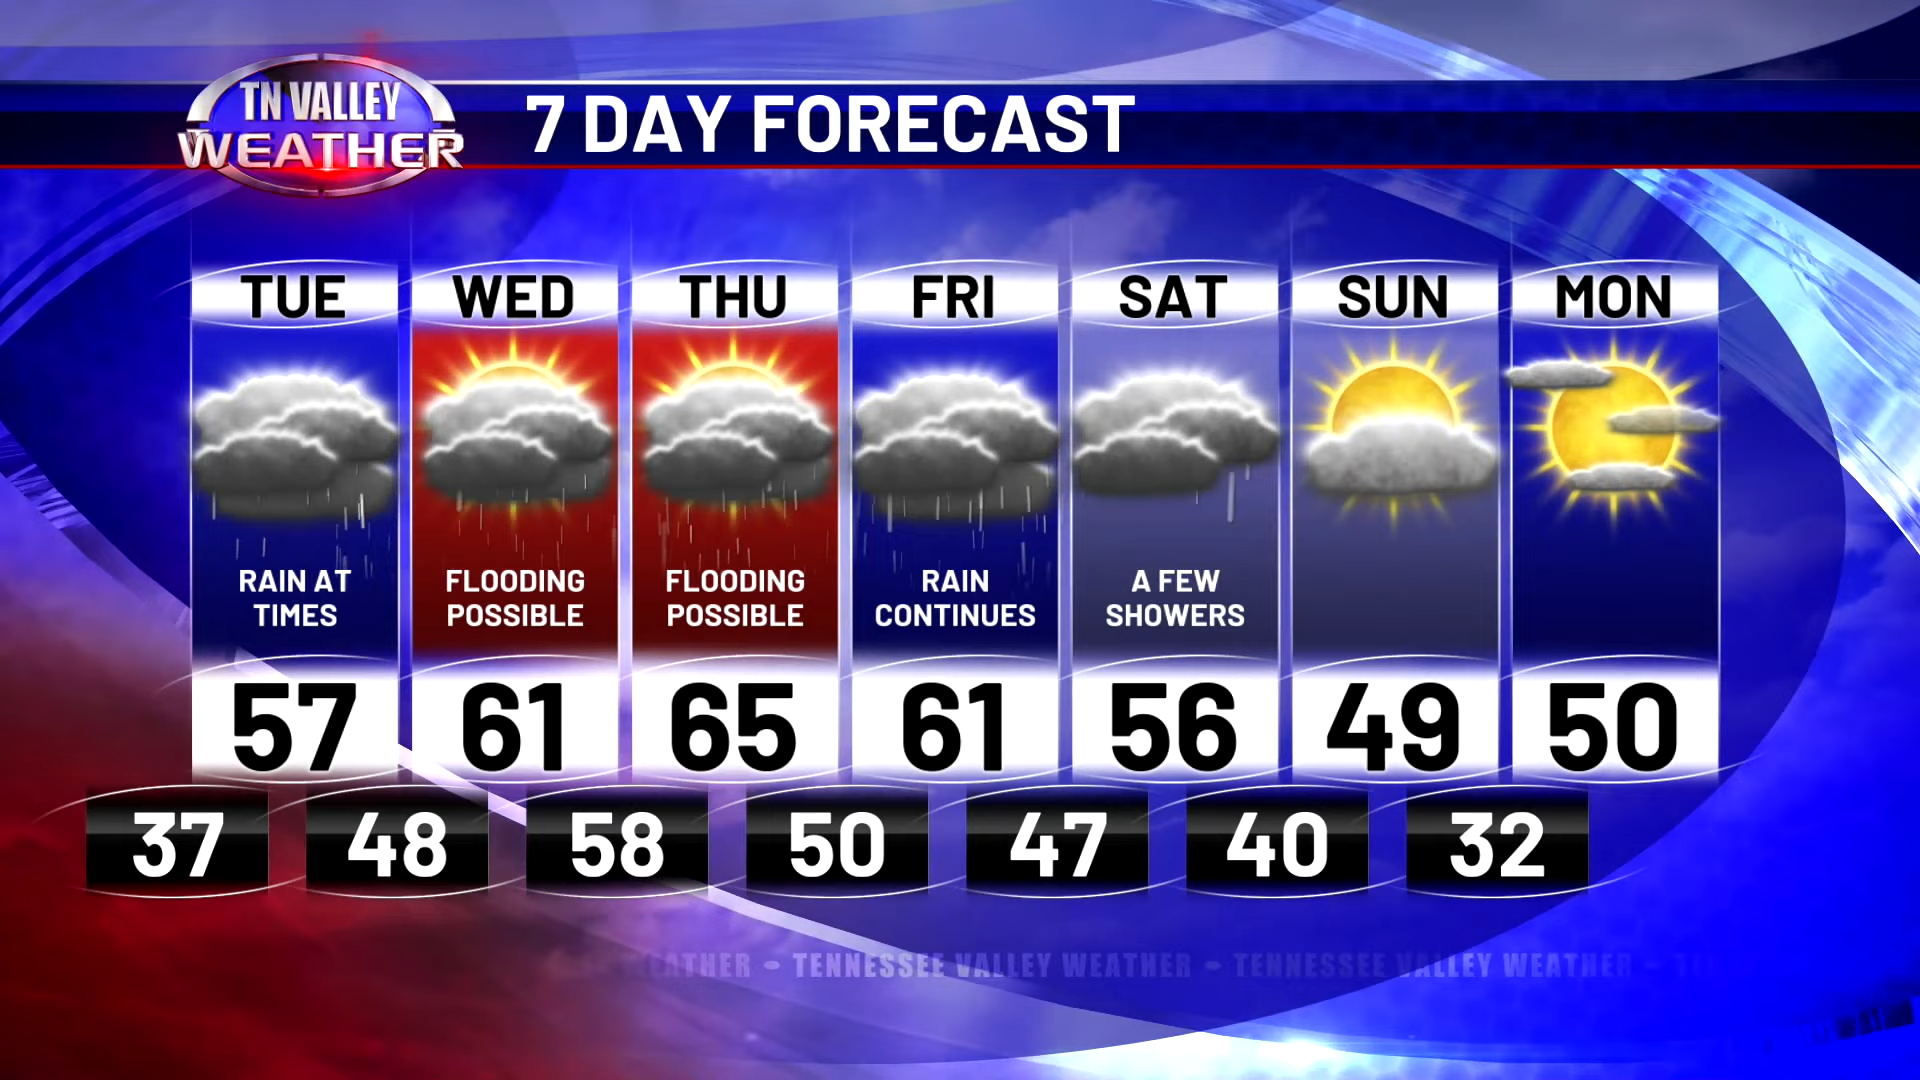 TN VALLEY
WEATHER
7 DAY FORECAST
TUE WED THU FRI SAT SUN MON
RAIN AT TIMES
FLOODING POSSIBLE
FLOODING POSSIBLE
RAIN CONTINUES
A FEW SHOWERS
57 61 65 61 56 49 50
37 48 58 50 47 40 32
EATHER - TENNESSEE VALLEY WEATHER - TENNESSEE VALLEY WEATHER -